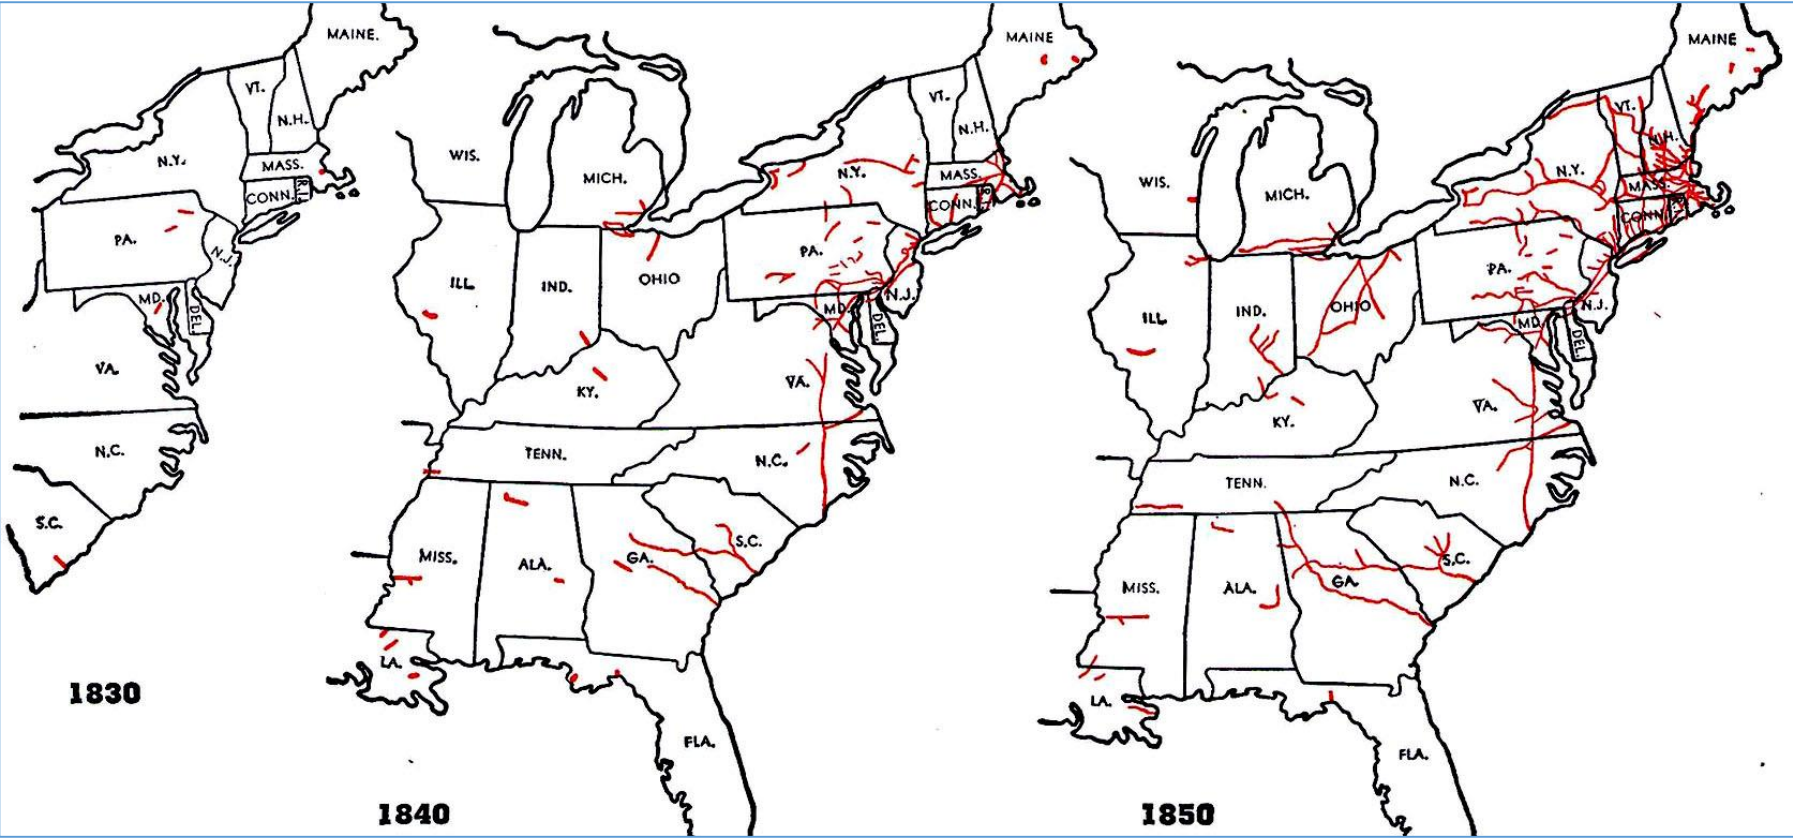 MAINE.
VT.
N.H.
N.Y.
MASS.
CONN.
R.I.
PA.
N.J.
MD.
DEL.
VA.
N.C.
S.C.
1830
MAINE
VT.
N.H.
WIS.
MICH.
N.Y.
MASS.
CONN.
PA.
ILL.
IND.
OHIO
N.J.
MD.
DEL.
KY.
VA.
TENN.
N.C.
S.C.
MISS.
ALA.
GA.
LA.
FLA.
1840
MAINE
VT.
N.H.
WIS.
MICH.
N.Y.
MASS.
CONN.
PA.
ILL.
IND.
OHIO
N.J.
MD.
DEL.
KY.
VA.
TENN.
N.C.
S.C.
MISS.
ALA.
GA.
LA.
FLA.
1850